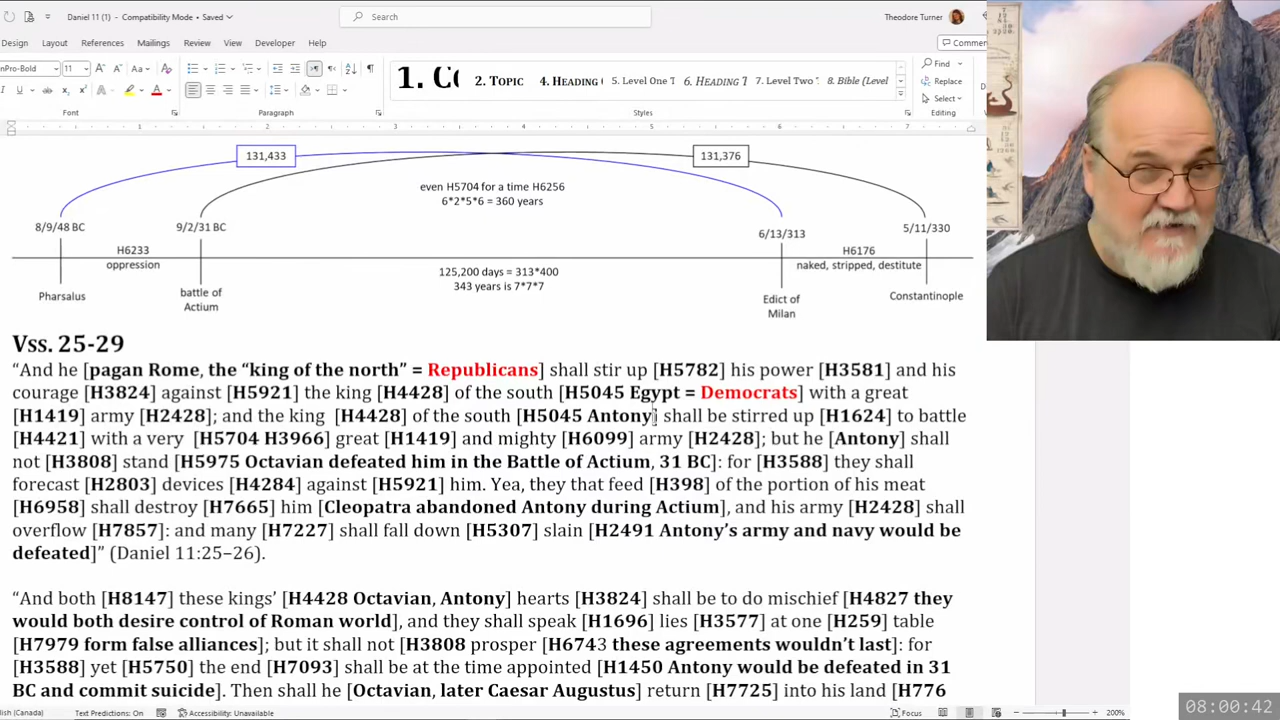 Daniel 11 (1) - Compatibility Mode • Saved
Search
Theodore Turner
Design Layout References Mailings Review View Developer Help
nPro-Bold 11
1. Co 2. TOPIC 4. HEADING 5. Level One T 6. HEADING T 7. Level Two 8. Bible (Level
Find
Replace
Select
Font Paragraph Styles Editing
1 2 3 4 5 6 7
131,433 131,376
even H5704 for a time H6256
6*2*5*6 = 360 years
8/9/48 BC 9/2/31 BC 6/13/313 5/11/330
H6233
oppression
H6176
naked, stripped, destitute
125,200 days = 313*400
343 years is 7*7*7
Pharsalus
battle of
Actium
Edict of
Milan
Constantinople
Vss. 25-29
“And he [pagan Rome, the “king of the north” = Republicans] shall stir up [H5782] his power [H3581] and his
courage [H3824] against [H5921] the king [H4428] of the south [H5045 Egypt = Democrats] with a great
[H1419] army [H2428]; and the king [H4428] of the south [H5045 Antony] shall be stirred up [H1624] to battle
[H4421] with a very [H5704 H3966] great [H1419] and mighty [H6099] army [H2428]; but he [Antony] shall
not [H3808] stand [H5975 Octavian defeated him in the Battle of Actium, 31 BC]: for [H3588] they shall
forecast [H2803] devices [H4284] against [H5921] him. Yea, they that feed [H398] of the portion of his meat
[H6958] shall destroy [H7665] him [Cleopatra abandoned Antony during Actium], and his army [H2428] shall
overflow [H7857]: and many [H7227] shall fall down [H5307] slain [H2491 Antony’s army and navy would be
defeated]” (Daniel 11:25–26).
“And both [H8147] these kings’ [H4428 Octavian, Antony] hearts [H3824] shall be to do mischief [H4827 they
would both desire control of Roman world], and they shall speak [H1696] lies [H3577] at one [H259] table
[H7979 form false alliances]; but it shall not [H3808 prosper [H6743 these agreements wouldn’t last]: for
[H3588] yet [H5750] the end [H7093] shall be at the time appointed [H1450 Antony would be defeated in 31
BC and commit suicide]. Then shall he [Octavian, later Caesar Augustus] return [H7725] into his land [H776
08:00:42
lish (Canada) Text Predictions: On Accessibility: Unavailable Focus 200%